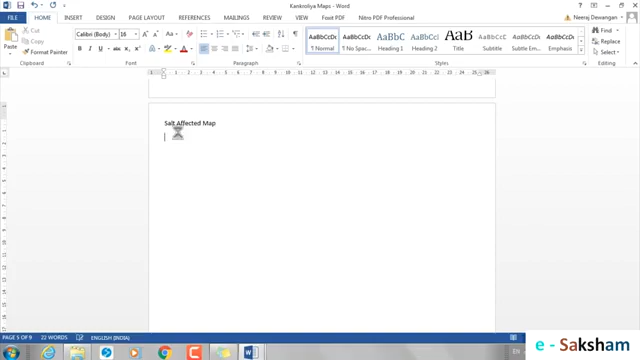 Kankroliya Maps - Word
FILE HOME INSERT DESIGN PAGE LAYOUT REFERENCES MAILINGS REVIEW VIEW Foxit PDF Nitro PDF Professional Neeraj Dewangan
Paste
Cut
Copy
Format Painter
Clipboard
Calibri (Body) 16
Font
Paragraph
AaBbCcDc AaBbCcDc AaBbC AaBbCcl AaB AaBbCcC AaBbCcDc AaBbCcDc
¶ Normal ¶ No Spac... Heading 1 Heading 2 Title Subtitle Subtle Em... Emphasis
Styles
Find
Replace
Select
Editing
Salt Affected Map
PAGE 5 OF 9 22 WORDS ENGLISH (INDIA)
EN
e - Saksham